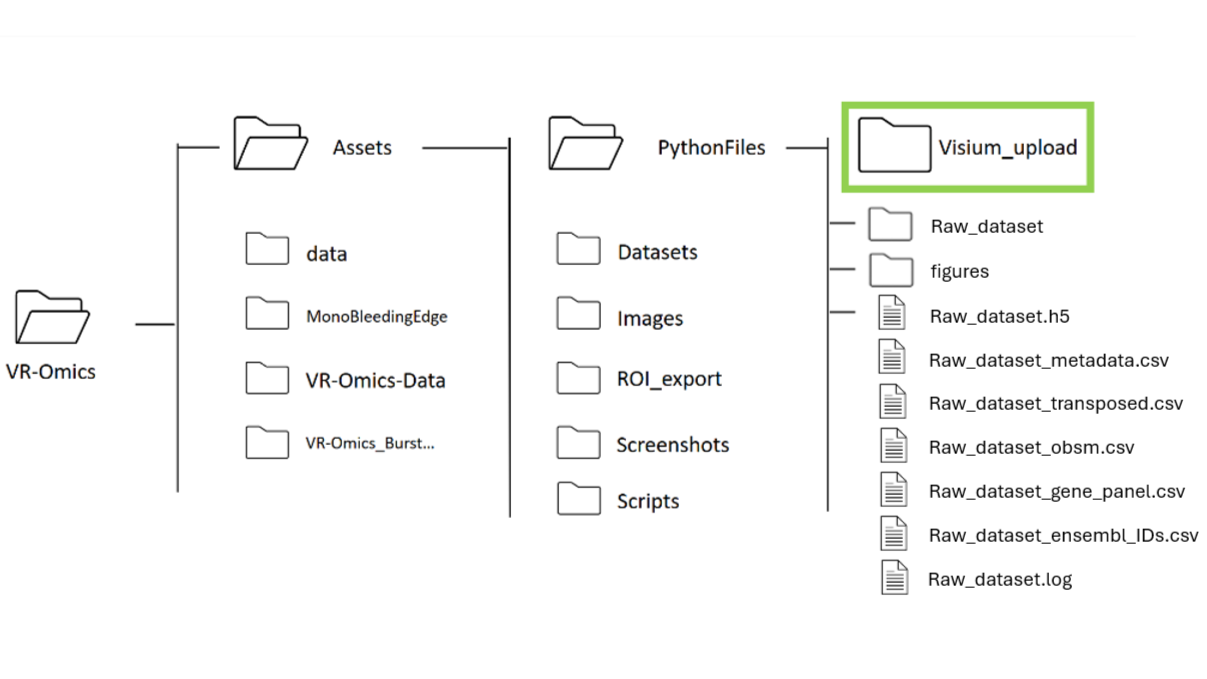 VR-Omics
Assets
data
MonoBleedingEdge
VR-Omics-Data
VR-Omics_Burst...
PythonFiles
Datasets
Images
ROI_export
Screenshots
Scripts
Visium_upload
Raw_dataset
figures
Raw_dataset.h5
Raw_dataset_metadata.csv
Raw_dataset_transposed.csv
Raw_dataset_obsm.csv
Raw_dataset_gene_panel.csv
Raw_dataset_ensembl_IDs.csv
Raw_dataset.log